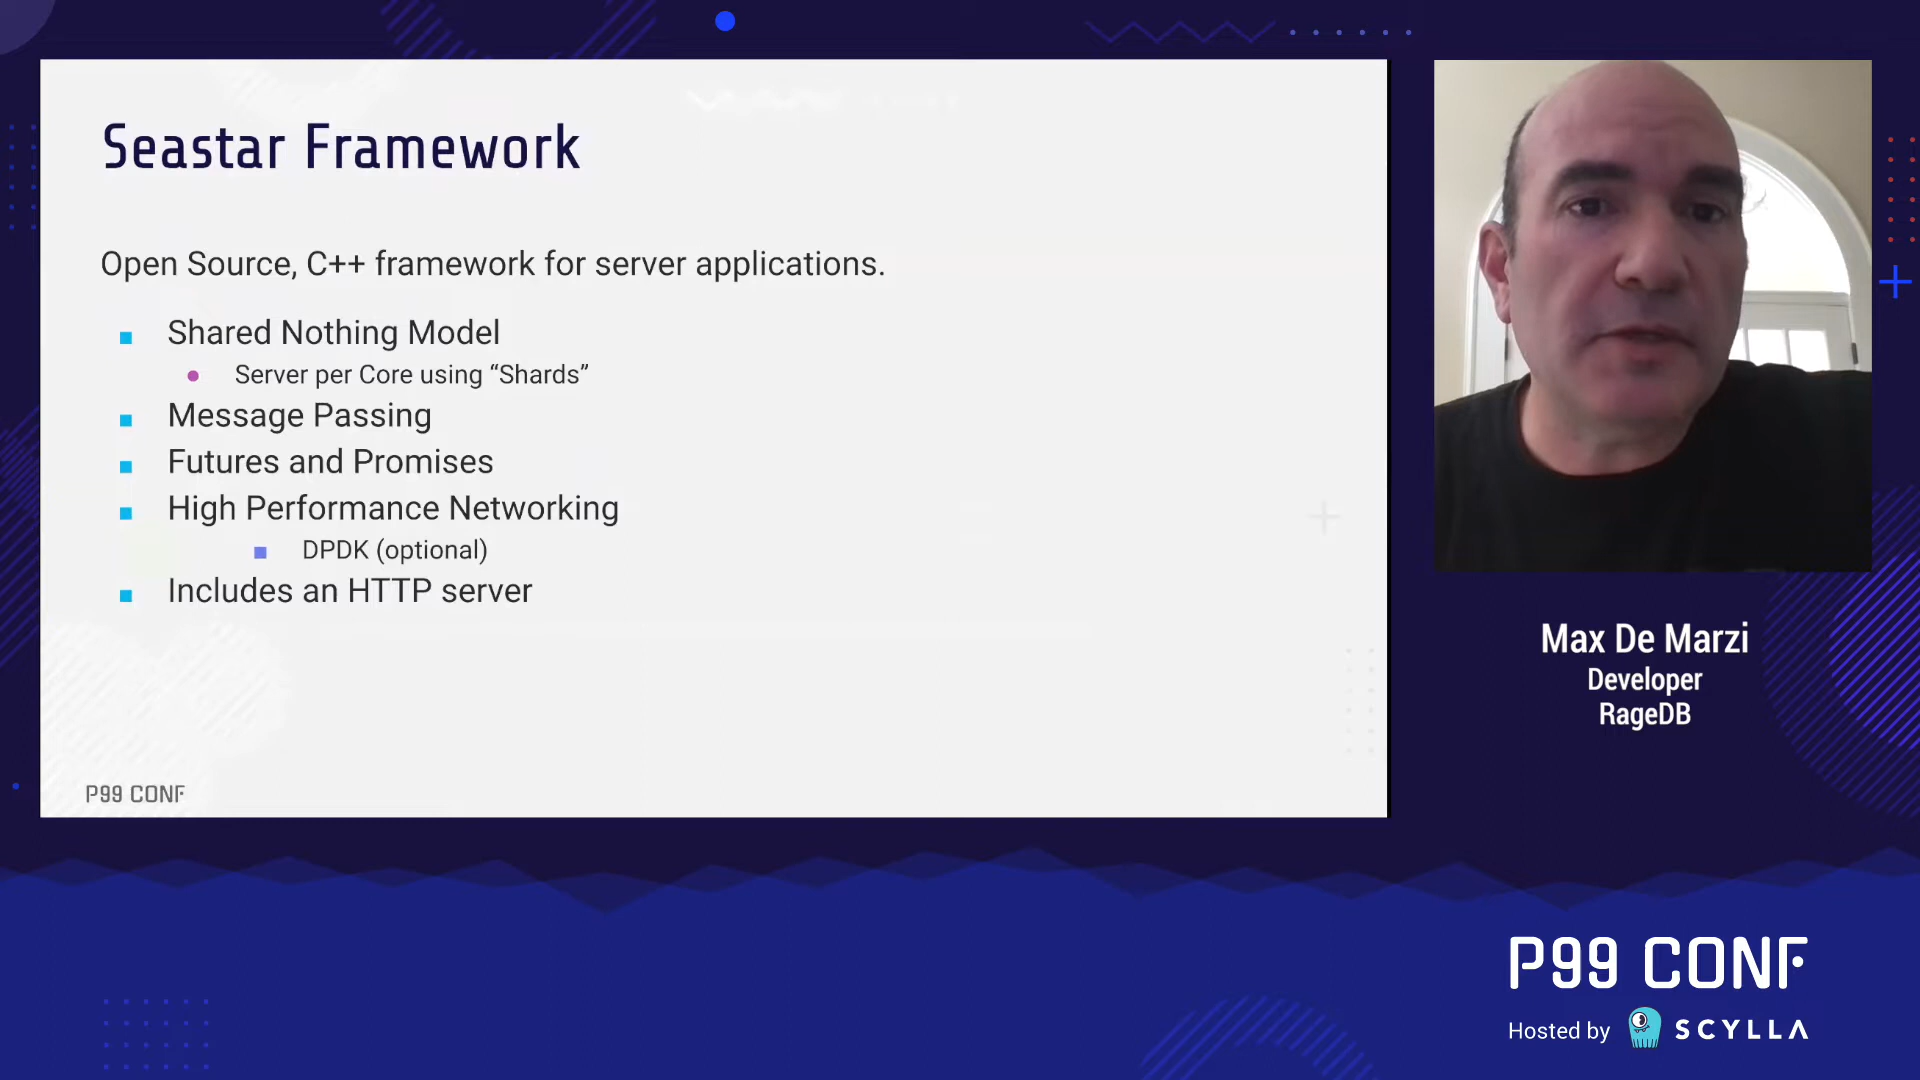 Seastar Framework
Open Source, C++ framework for server applications.
Shared Nothing Model
Server per Core using “Shards”
Message Passing
Futures and Promises
High Performance Networking
DPDK (optional)
Includes an HTTP server
P99 CONF
Max De Marzi
Developer
RageDB
P99 CONF
Hosted by SCYLLA